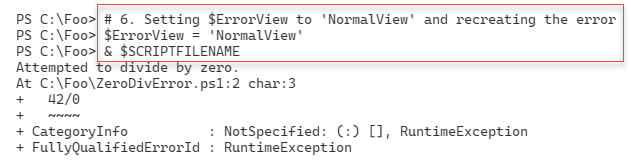 PS C:\Foo> # 6. Setting $ErrorView to 'NormalView' and recreating the error
PS C:\Foo> $ErrorView = 'NormalView'
PS C:\Foo> & $SCRIPTFILENAME
Attempted to divide by zero.
At C:\Foo\ZeroDivError.ps1:2 char:3
+   42/0
+   ~~~~
+ CategoryInfo          : NotSpecified: (:) [], RuntimeException
+ FullyQualifiedErrorId : RuntimeException